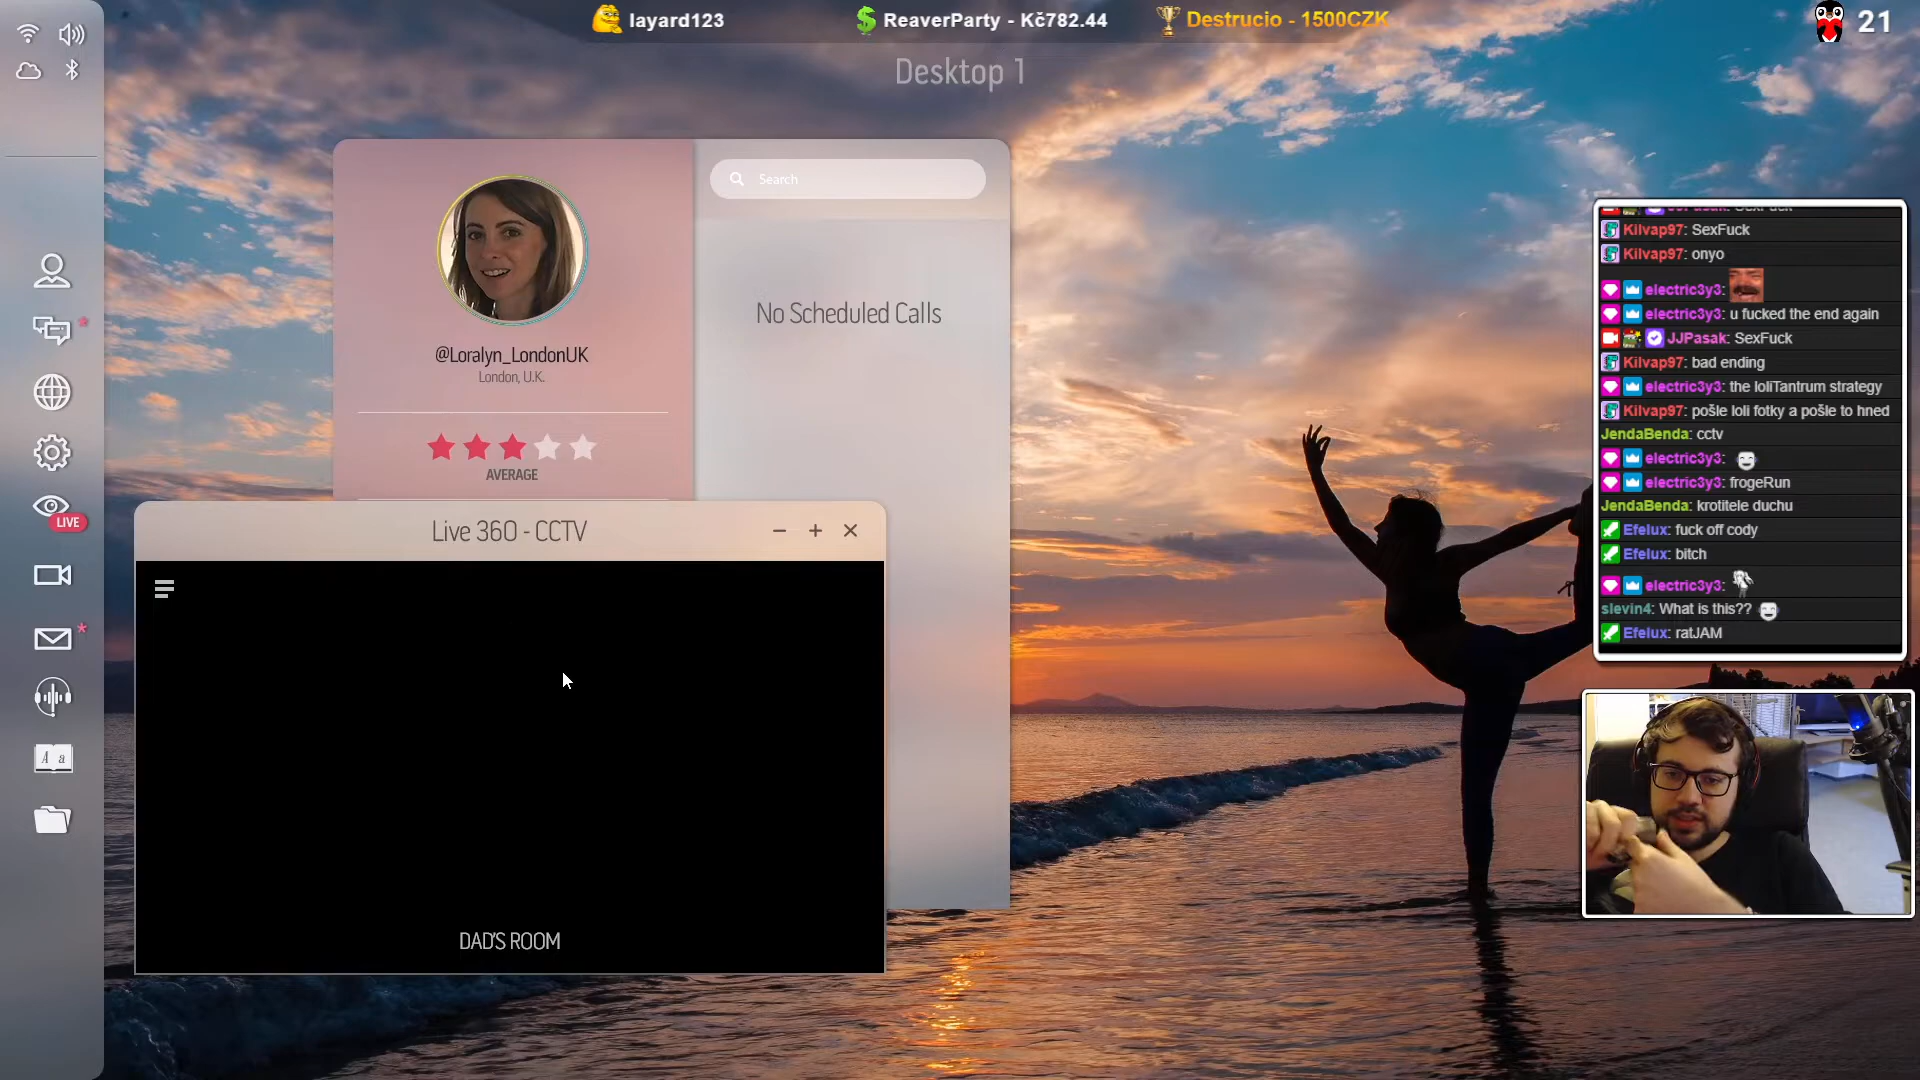 layard123
ReaverParty - Kč782.44
Destrucio - 1500CZK
21
Desktop 1
Search
@Loralyn_LondonUK
London, U.K.
No Scheduled Calls
AVERAGE
LIVE
A a
Live 360 - CCTV
DAD'S ROOM
Kilvap97: SexFuck
Kilvap97: onyo
electric3y3:
electric3y3: u fucked the end again
JJPasak: SexFuck
Kilvap97: bad ending
electric3y3: the loliTantrum strategy
Kilvap97: pošle loli fotky a pošle to hned
JendaBenda: cctv
electric3y3:
electric3y3: frogeRun
JendaBenda: krotitele duchu
Efelux: fuck off cody
Efelux: bitch
electric3y3:
slevin4: What is this??
Efelux: ratJAM